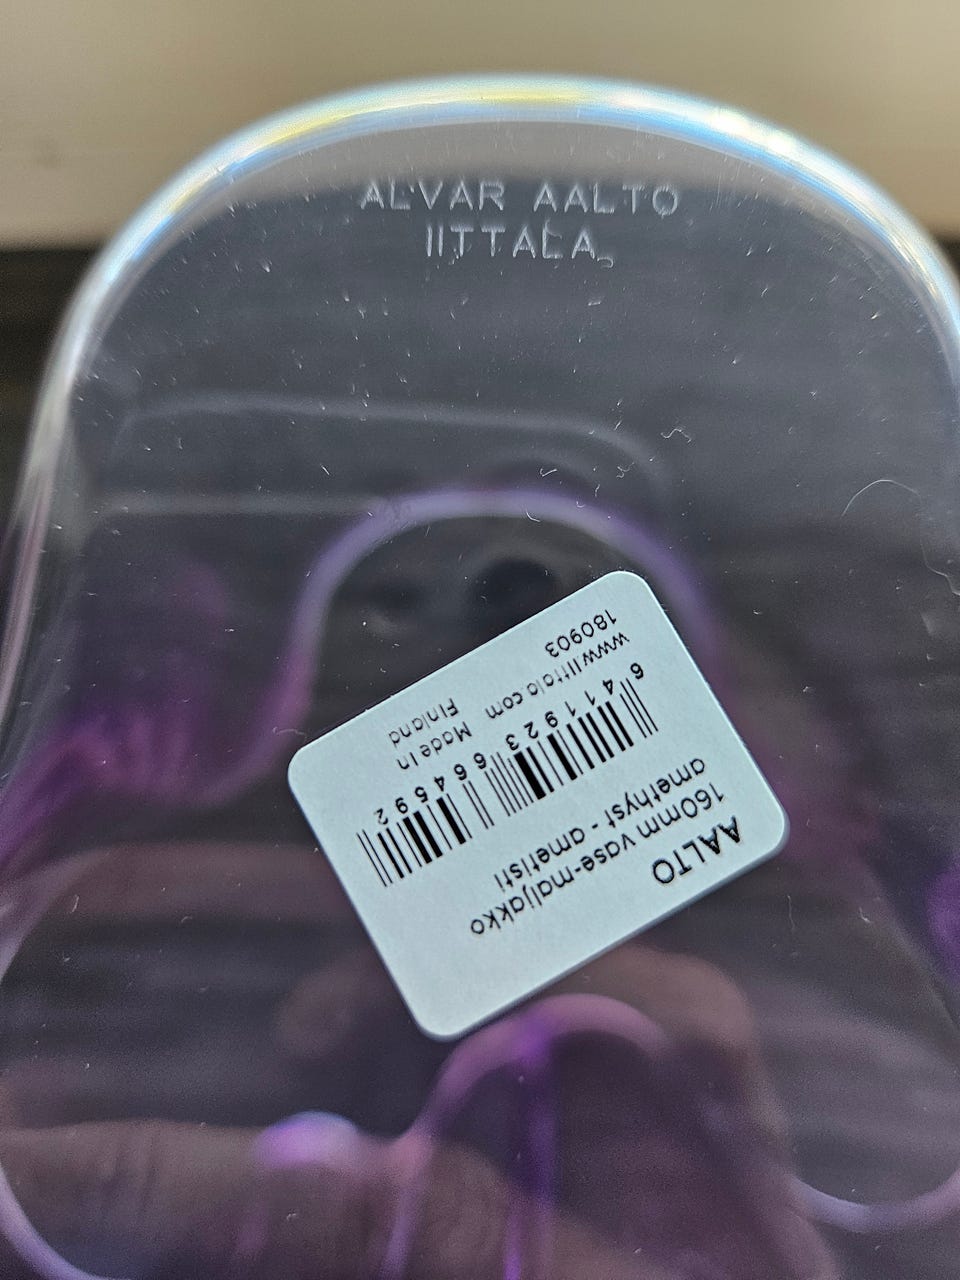 ALVAR AALTO
IITTALA
AALTO
160mm vase-maljakko
amethyst - ametisti
6 411923 664592
www.iittala.com Made in
180903 Finland